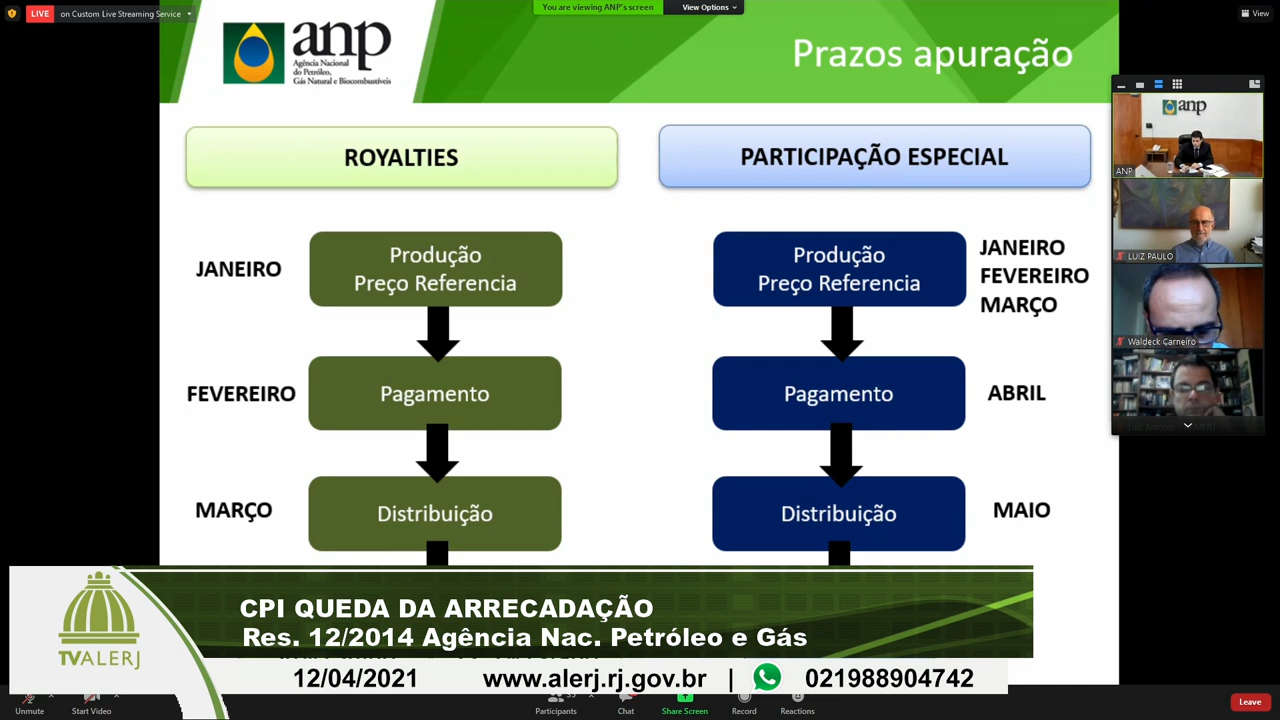 LIVE
on Custom Live Streaming Service
You are viewing ANP's screen
View Options
View
anp
Agência Nacional
do Petróleo,
Gás Natural e Biocombustíveis
Prazos apuração
ROYALTIES
PARTICIPAÇÃO ESPECIAL
JANEIRO
Produção
Preço Referencia
Produção
Preço Referencia
JANEIRO
FEVEREIRO
MARÇO
FEVEREIRO
Pagamento
Pagamento
ABRIL
MARÇO
Distribuição
Distribuição
MAIO
anp
ANP
LUIZ PAULO
Waldeck Carneiro
TVALERJ
CPI QUEDA DA ARRECADAÇÃO
Res. 12/2014 Agência Nac. Petróleo e Gás
12/04/2021
www.alerj.rj.gov.br |
021988904742
Unmute
Start Video
Participants
Chat
Share Screen
Record
Reactions
Leave